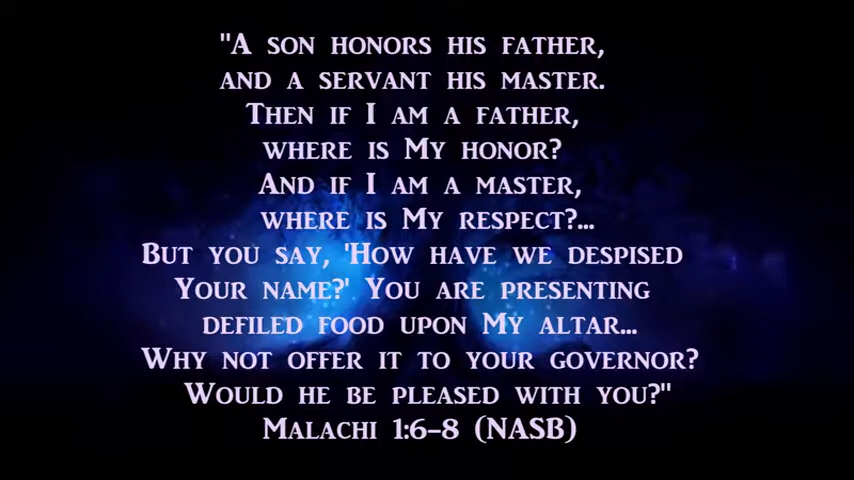 "A son honors his father,
and a servant his master.
Then if I am a father,
where is My honor?
And if I am a master,
where is My respect?...
But you say, 'How have we despised
Your name?' You are presenting
defiled food upon My altar...
Why not offer it to your governor?
Would he be pleased with you?"
Malachi 1:6-8 (NASB)